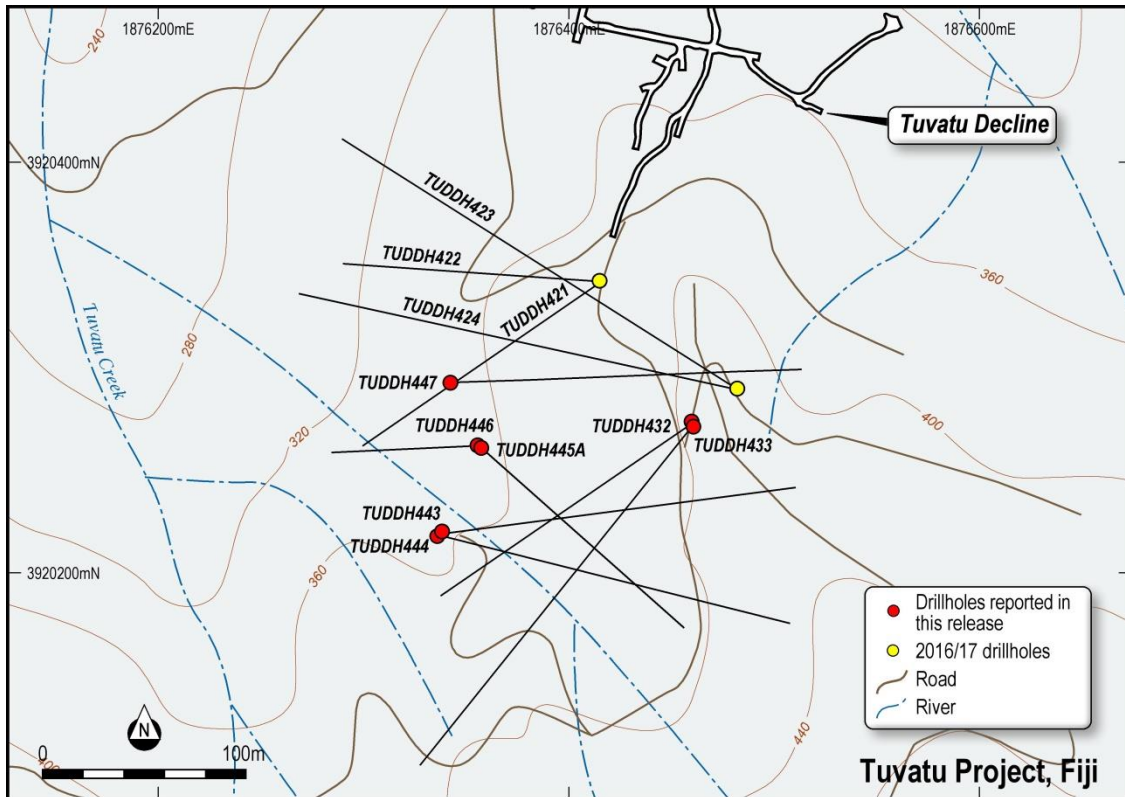 1876200mE
1876400mE
1876600mE
240
Tuvatu Decline
3920400mN
TUDDH423
360
TUDDH422
TUDDH421
TUDDH424
280
Tuvatu Creek
TUDDH447
400
TUDDH446
TUDDH432
320
TUDDH445A
TUDDH433
TUDDH443
TUDDH444
3920200mN
360
Drillholes reported in
this release
2016/17 drillholes
Road
River
N
440
0
100m
400
Tuvatu Project, Fiji